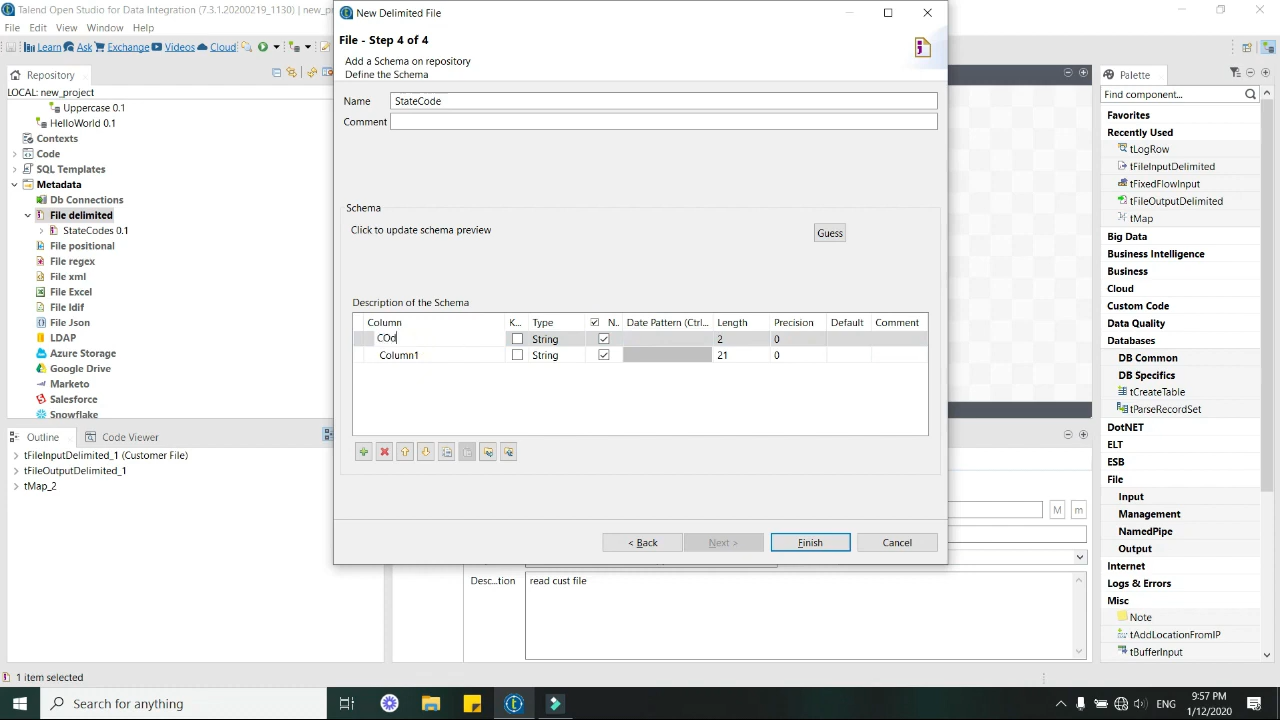 Talend Open Studio for Data Integration (7.3.1.20200219_1130) | new_pro
File Edit View Window Help
Learn Ask Exchange Videos Cloud
Repository
LOCAL: new_project
Uppercase 0.1
HelloWorld 0.1
Contexts
Code
SQL Templates
Metadata
Db Connections
File delimited
StateCodes 0.1
File positional
File regex
File xml
File Excel
File ldif
File Json
LDAP
Azure Storage
Google Drive
Marketo
Salesforce
Snowflake
Outline
Code Viewer
tFileInputDelimited_1 (Customer File)
tFileOutputDelimited_1
tMap_2
1 item selected
New Delimited File
File - Step 4 of 4
Add a Schema on repository
Define the Schema
Name StateCode
Comment
Schema
Click to update schema preview
Guess
Description of the Schema
Column K... Type N.. Date Pattern (Ctrl... Length Precision Default Comment
COd String 2 0
Column1 String 21 0
< Back Next > Finish Cancel
M m
Desc...tion read cust file
Palette
Find component...
Favorites
Recently Used
tLogRow
tFileInputDelimited
tFixedFlowInput
tFileOutputDelimited
tMap
Big Data
Business Intelligence
Business
Cloud
Custom Code
Data Quality
Databases
DB Common
DB Specifics
tCreateTable
tParseRecordSet
DotNET
ELT
ESB
File
Input
Management
NamedPipe
Output
Internet
Logs & Errors
Misc
Note
tAddLocationFromIP
tBufferInput
Search for anything
ENG
9:57 PM
1/12/2020